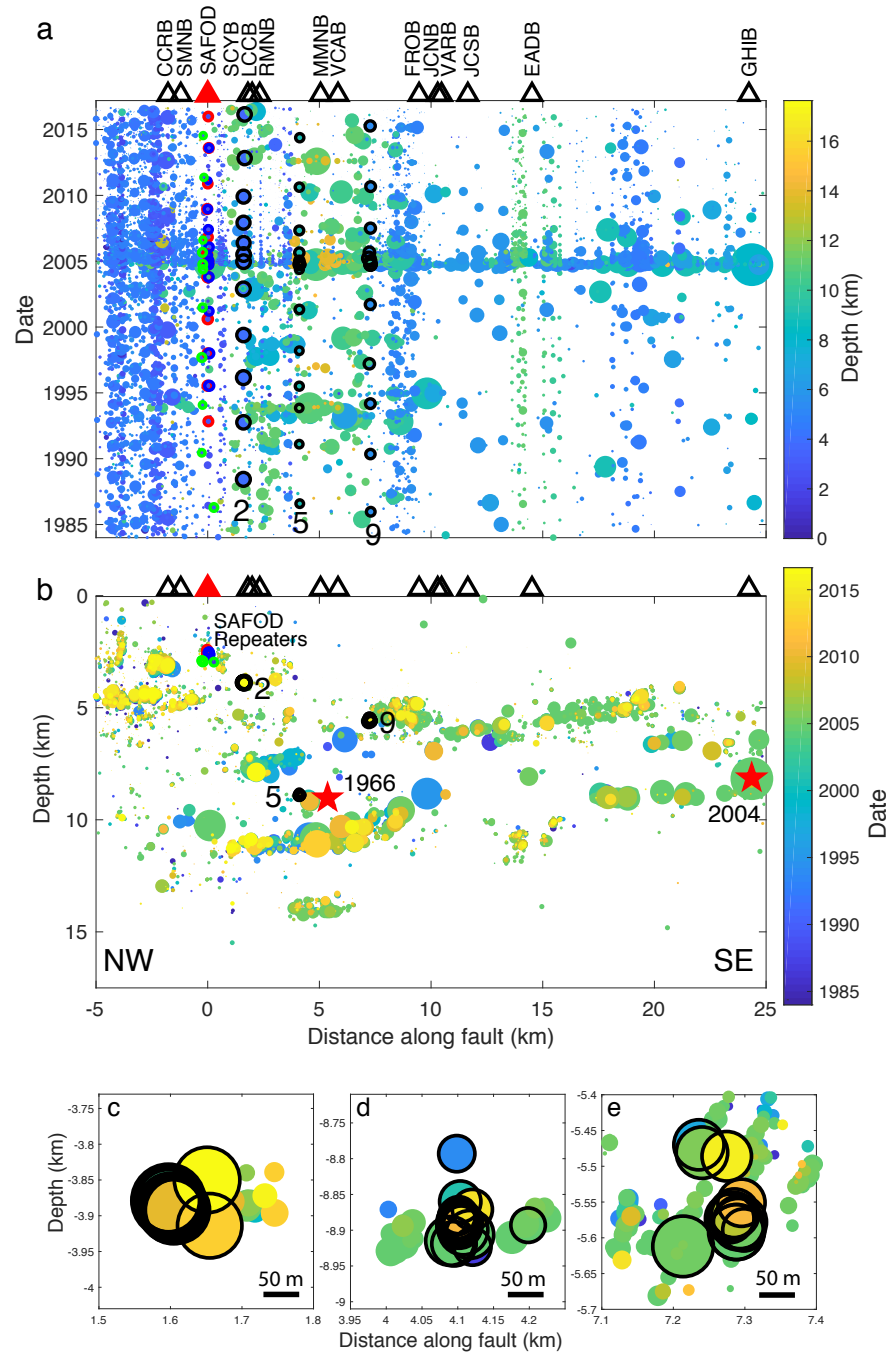 a
CCRB
SMNB
SAFOD
SCYB
LCCB
RMNB
MMNB
VCAB
FROB
JCNB
VARB
JCSB
EADB
GHIB
2015
2010
2005
2000
1995
1990
1985
Date
2
5
9
16
14
12
10
8
6
4
2
0
Depth (km)
b
SAFOD
Repeaters
2
9
5
1966
2004
NW
SE
0
5
10
15
Depth (km)
-5
0
5
10
15
20
25
Distance along fault (km)
2015
2010
2005
2000
1995
1990
1985
Date
c
-3.75
-3.8
-3.85
-3.9
-3.95
-4
Depth (km)
50 m
1.5
1.6
1.7
1.8
d
-8.75
-8.8
-8.85
-8.9
-8.95
-9
50 m
3.95
4
4.05
4.1
4.15
4.2
e
-5.4
-5.45
-5.5
-5.55
-5.6
-5.65
-5.7
50 m
7.1
7.2
7.3
7.4
Distance along fault (km)